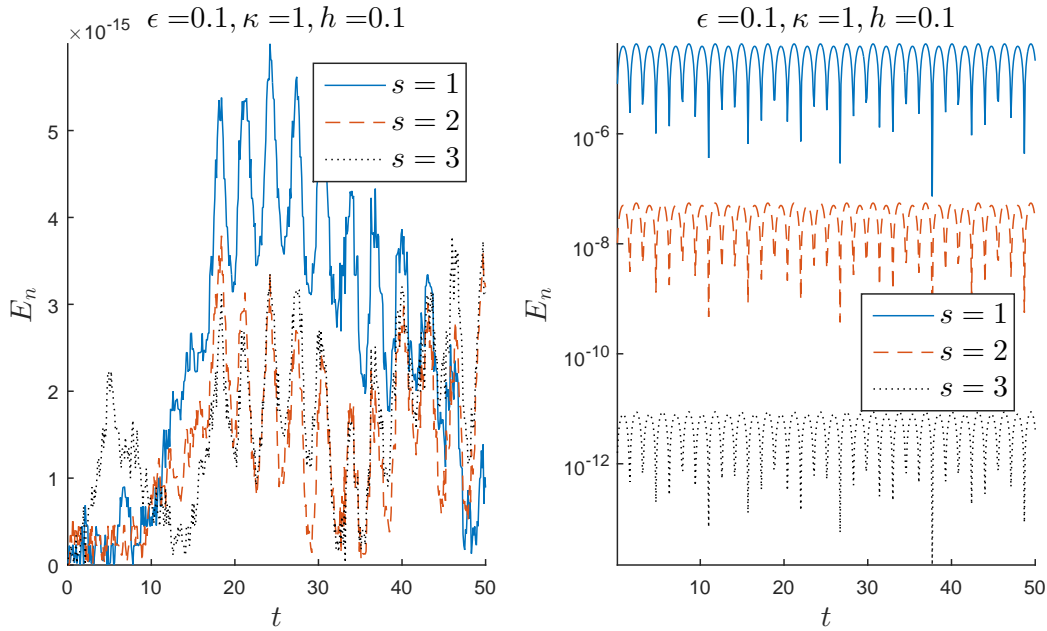 ϵ =0.1, κ =1, h =0.1
×10⁻¹⁵
5
4
3
2
1
0
0 10 20 30 40 50
E_n
t
s = 1
s = 2
s = 3
ϵ =0.1, κ =1, h =0.1
10⁻⁶
10⁻⁸
10⁻¹⁰
10⁻¹²
10 20 30 40 50
E_n
t
s = 1
s = 2
s = 3